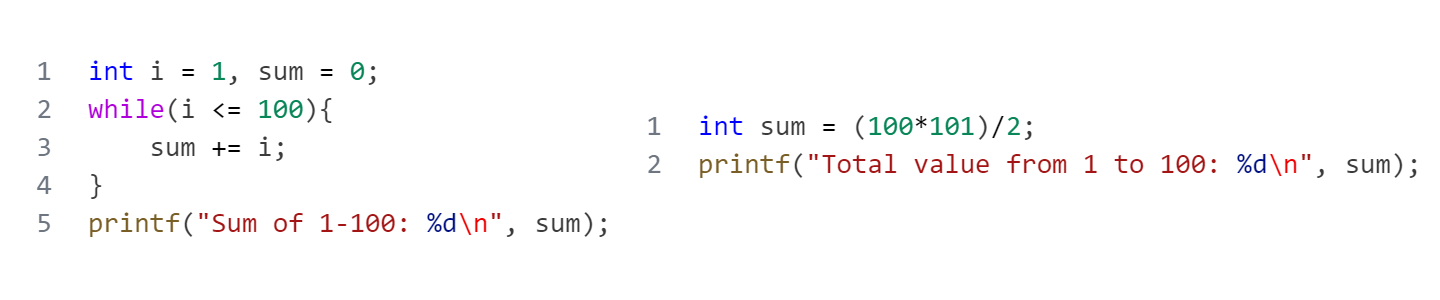 1 int i = 1, sum = 0;
2 while(i <= 100){
3     sum += i;
4 }
5 printf("Sum of 1-100: %d\n", sum);
1 int sum = (100*101)/2;
2 printf("Total value from 1 to 100: %d\n", sum);